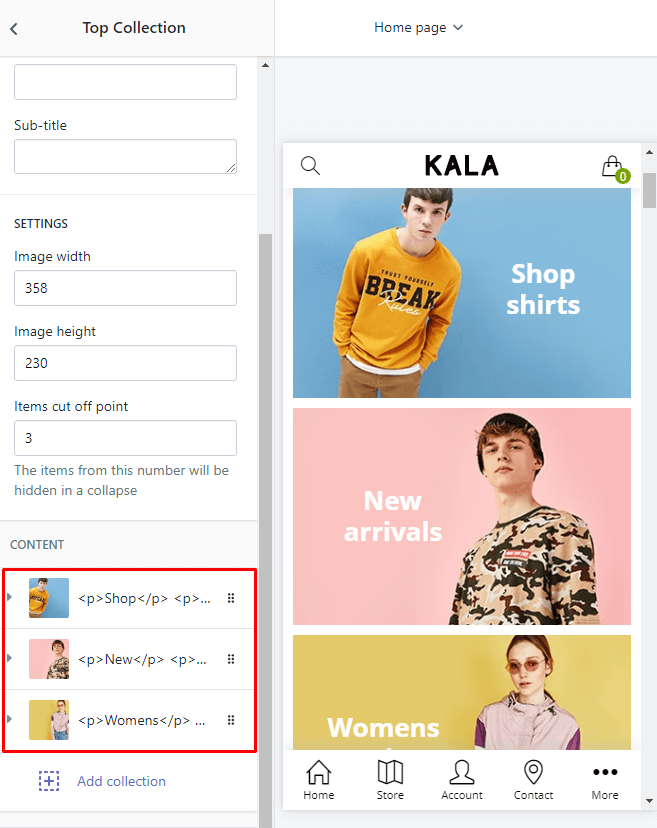 Top Collection
Home page
Sub-title
SETTINGS
Image width
358
Image height
230
Items cut off point
3
The items from this number will be
hidden in a collapse
CONTENT
<p>Shop</p> <p>...
<p>New</p> <p>...
<p>Womens</p> ...
Add collection
KALA
0
TRUST YOURSELF
BREAK
Rules
Shop
shirts
New
arrivals
Womens
Home
Store
Account
Contact
More